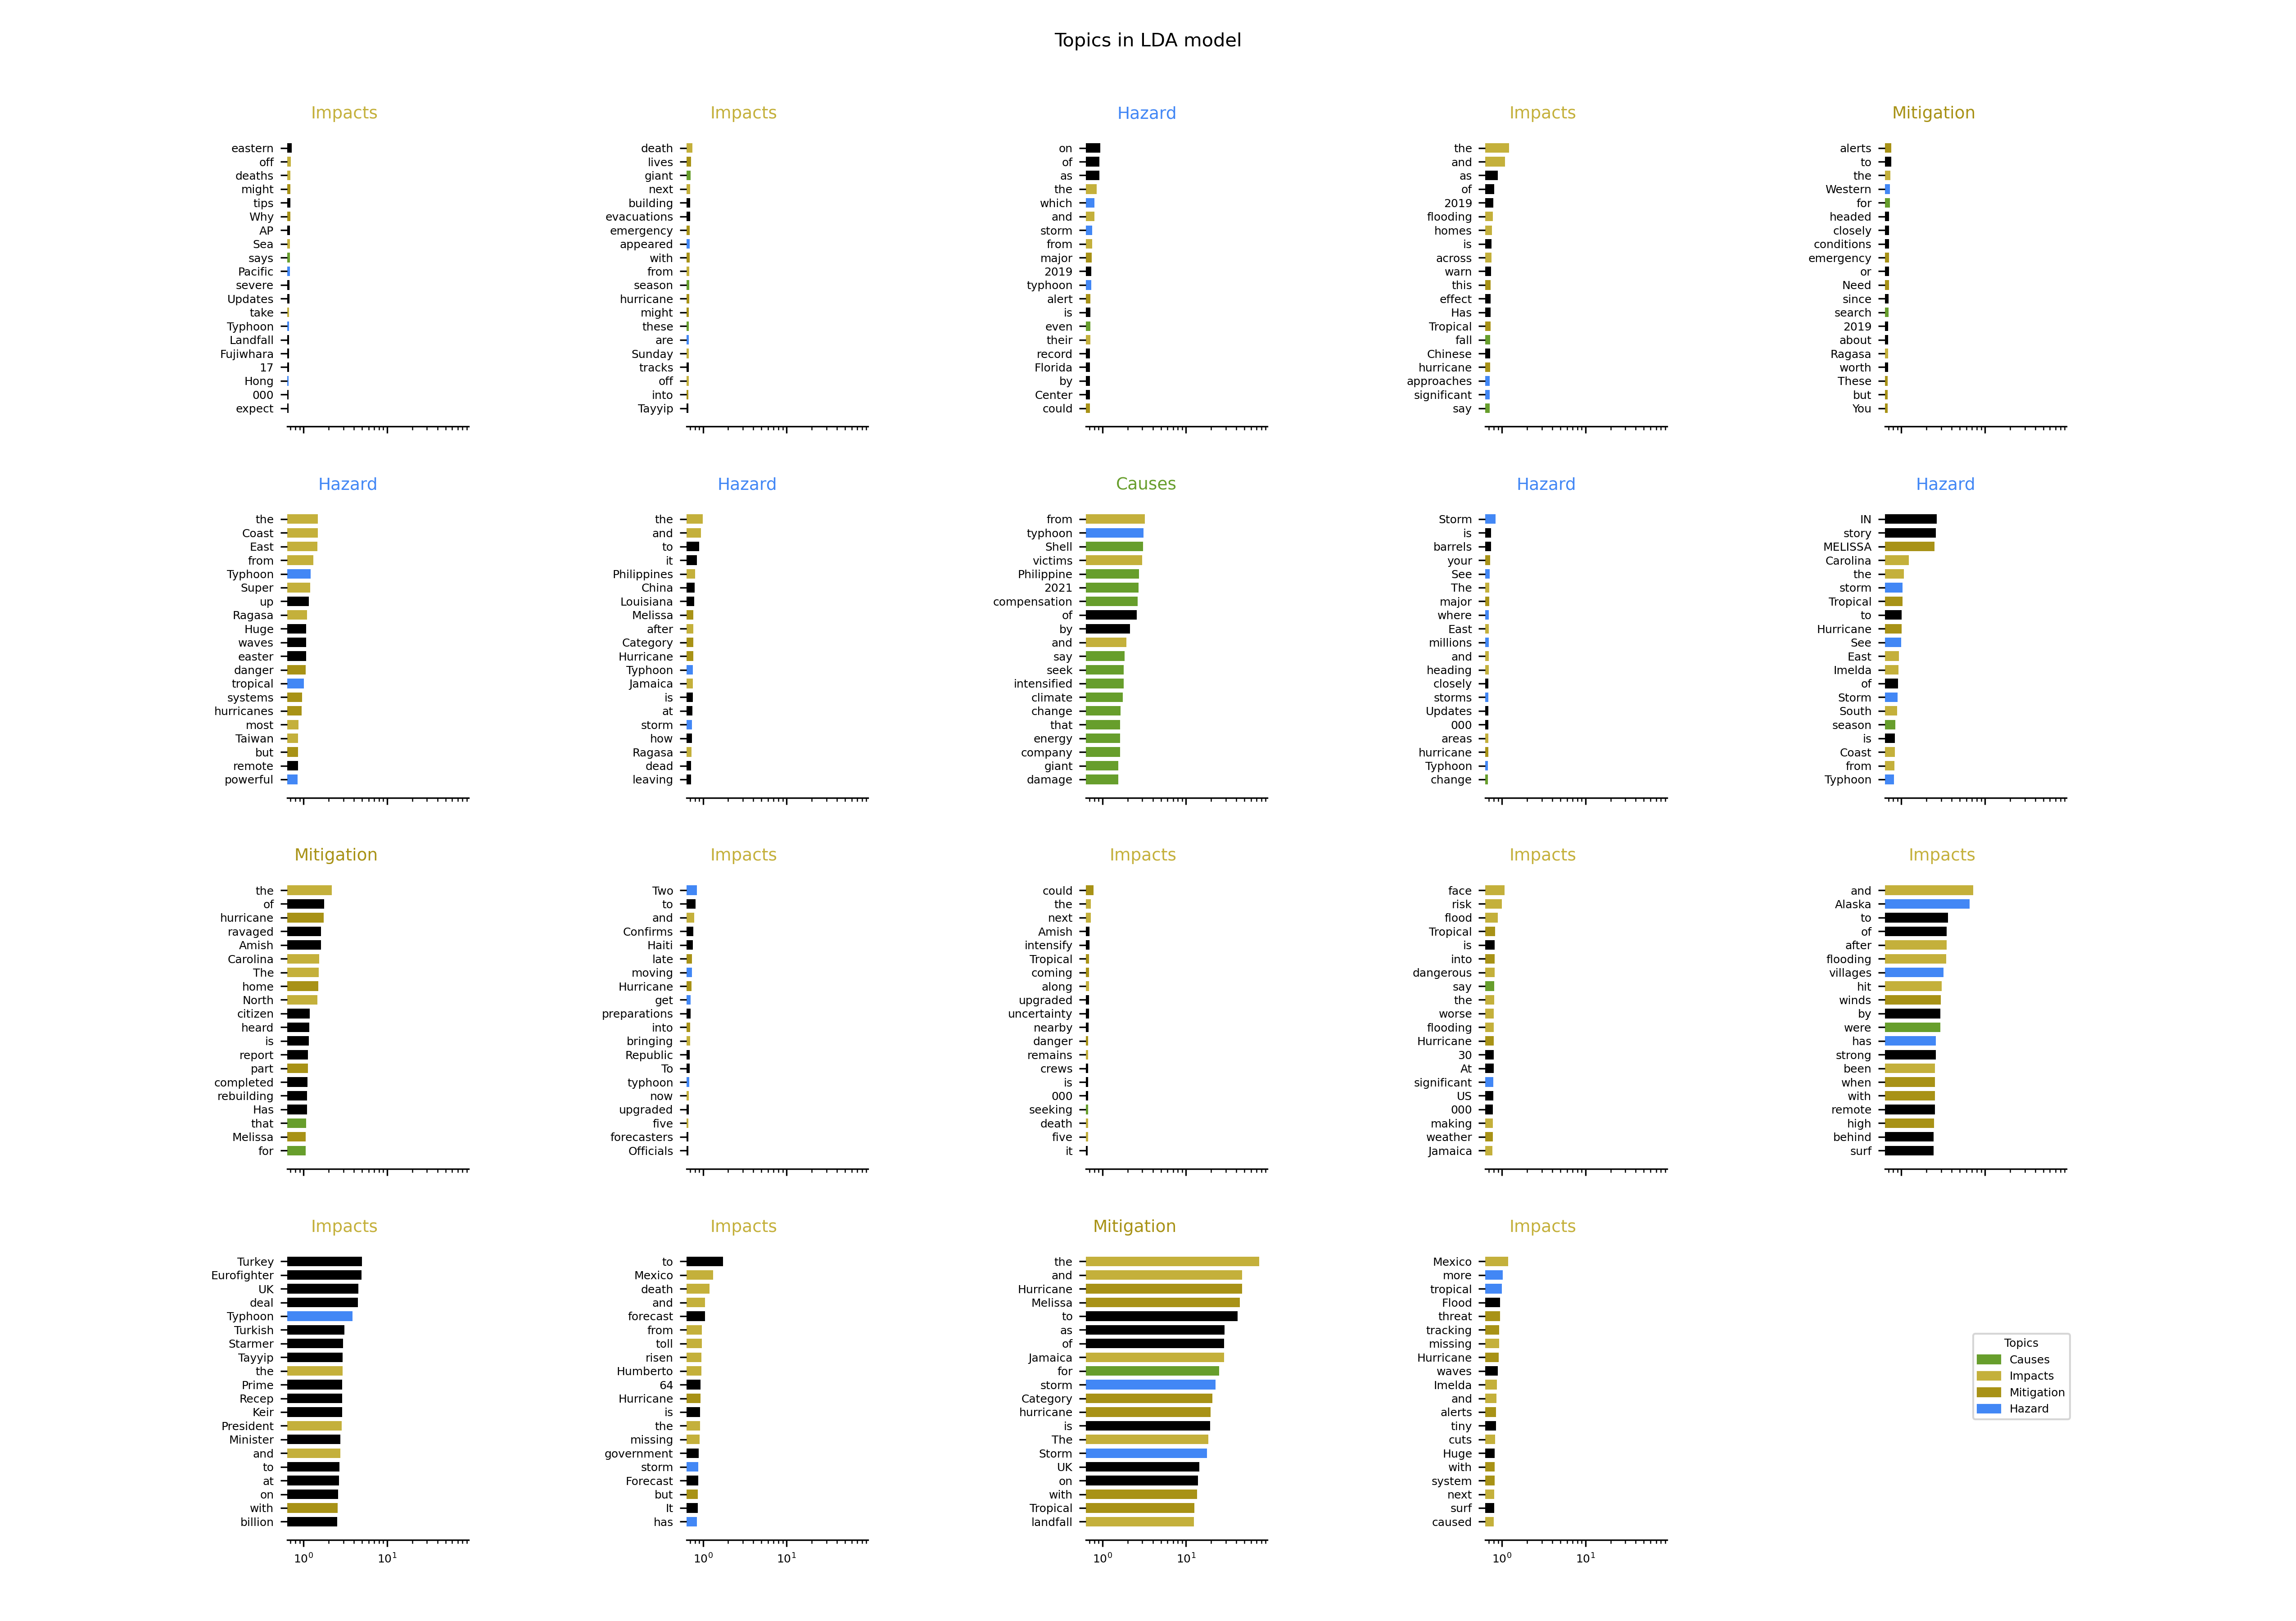 Topics in LDA model
Impacts
eastern
off
deaths
might
tips
Why
AP
Sea
says
Pacific
severe
Updates
take
Typhoon
Landfall
Fujiwhara
17
Hong
000
expect
Impacts
death
lives
giant
next
building
evacuations
emergency
appeared
with
from
season
hurricane
might
these
are
Sunday
tracks
off
into
Tayyip
Hazard
on
of
as
the
which
and
storm
from
major
2019
typhoon
alert
is
even
their
record
Florida
by
Center
could
Impacts
the
and
as
of
2019
flooding
homes
is
across
warn
this
effect
Has
Tropical
fall
Chinese
hurricane
approaches
significant
say
Mitigation
alerts
to
the
Western
for
headed
closely
conditions
emergency
or
Need
since
search
2019
about
Ragasa
worth
These
but
You
Hazard
the
Coast
East
from
Typhoon
Super
up
Ragasa
Huge
waves
easter
danger
tropical
systems
hurricanes
most
Taiwan
but
remote
powerful
Hazard
the
and
to
it
Philippines
China
Louisiana
Melissa
after
Category
Hurricane
Typhoon
Jamaica
is
at
storm
how
Ragasa
dead
leaving
Causes
from
typhoon
Shell
victims
Philippine
2021
compensation
of
by
and
say
seek
intensified
climate
change
that
energy
company
giant
damage
Hazard
Storm
is
barrels
your
See
The
major
where
East
millions
and
heading
closely
storms
Updates
000
areas
hurricane
Typhoon
change
Hazard
IN
story
MELISSA
Carolina
the
storm
Tropical
to
Hurricane
See
East
Imelda
of
Storm
South
season
is
Coast
from
Typhoon
Mitigation
the
of
hurricane
ravaged
Amish
Carolina
The
home
North
citizen
heard
is
report
part
completed
rebuilding
Has
that
Melissa
for
Impacts
Two
to
and
Confirms
Haiti
late
moving
Hurricane
get
preparations
into
bringing
Republic
To
typhoon
now
upgraded
five
forecasters
Officials
Impacts
could
the
next
Amish
intensify
Tropical
coming
along
upgraded
uncertainty
nearby
danger
remains
crews
is
000
seeking
death
five
it
Impacts
face
risk
flood
Tropical
is
into
dangerous
say
the
worse
flooding
Hurricane
30
At
significant
US
000
making
weather
Jamaica
Impacts
and
Alaska
to
of
after
flooding
villages
hit
winds
by
were
has
strong
been
when
with
remote
high
behind
surf
Impacts
Turkey
Eurofighter
UK
deal
Typhoon
Turkish
Starmer
Tayyip
the
Prime
Recep
Keir
President
Minister
and
to
at
on
with
billion
10⁰ 10¹
Impacts
to
Mexico
death
and
forecast
from
toll
risen
Humberto
64
Hurricane
is
the
missing
government
storm
Forecast
but
It
has
10⁰ 10¹
Mitigation
the
and
Hurricane
Melissa
to
as
of
Jamaica
for
storm
Category
hurricane
is
The
Storm
UK
on
with
Tropical
landfall
10⁰ 10¹
Impacts
Mexico
more
tropical
Flood
threat
tracking
missing
Hurricane
waves
Imelda
and
alerts
tiny
cuts
Huge
with
system
next
surf
caused
10⁰ 10¹
Topics
Causes
Impacts
Mitigation
Hazard